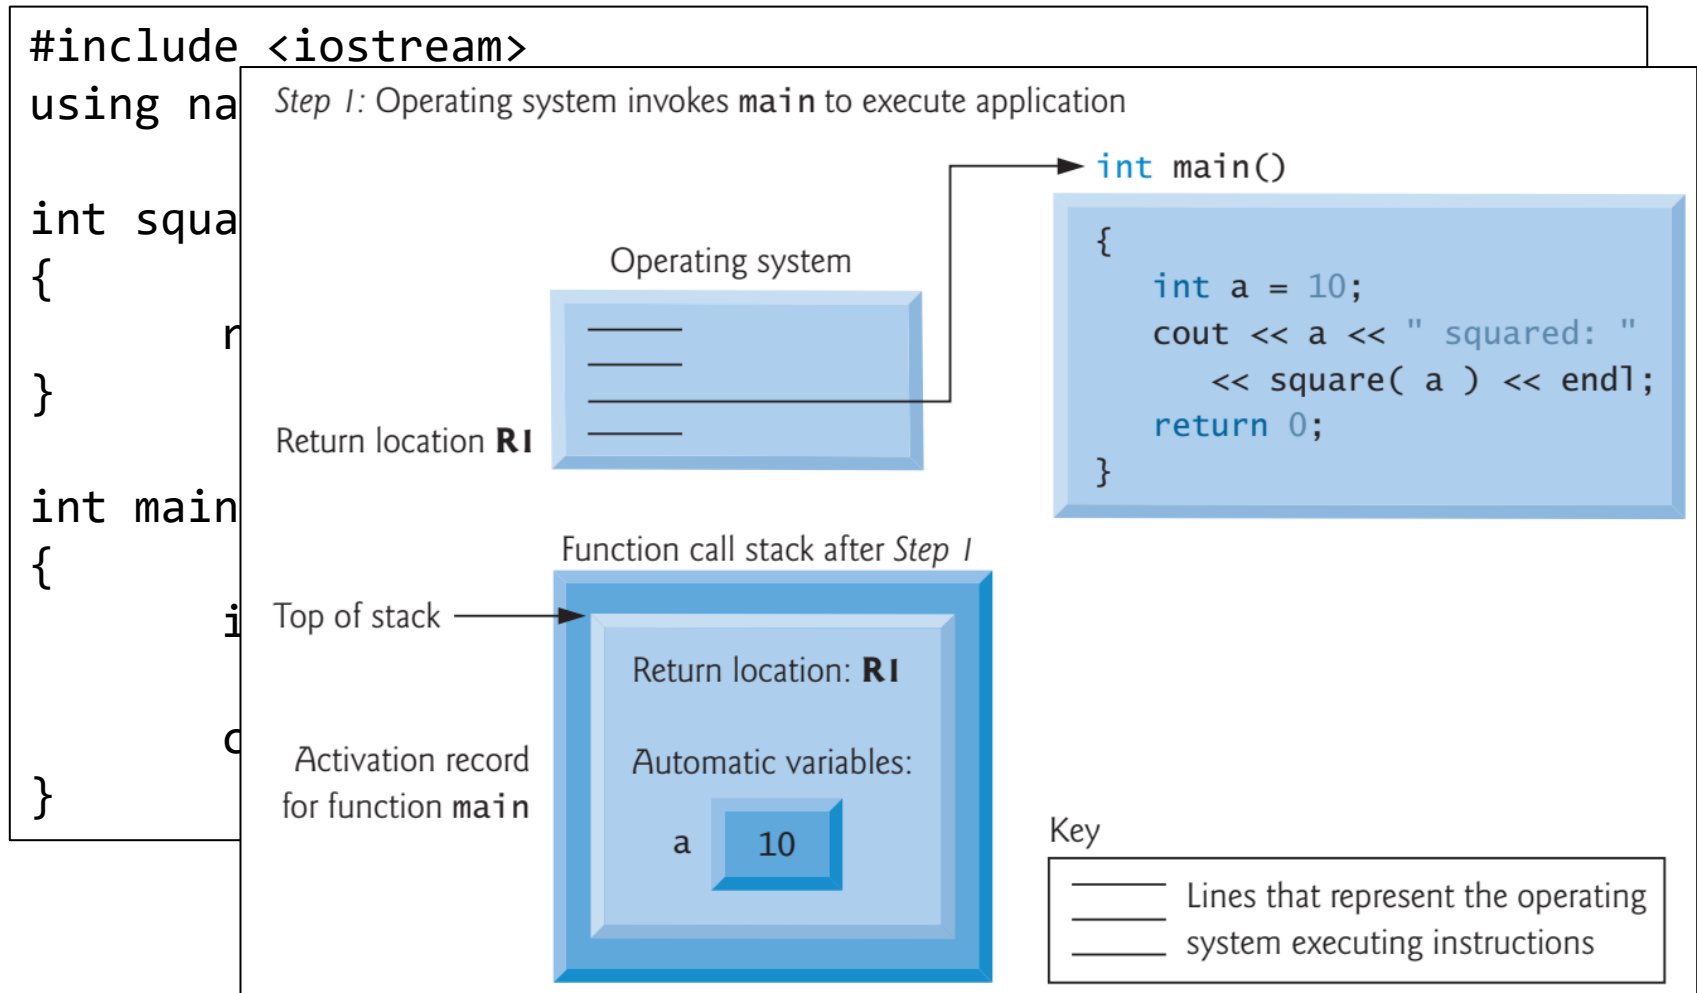 #include <iostream>
using na
int squa
{
r
}
int main
{
i
c
}
Step 1: Operating system invokes main to execute application
int main()
{
int a = 10;
cout << a << " squared: "
<< square( a ) << endl;
return 0;
}
Operating system
Return location R1
Function call stack after Step 1
Top of stack
Return location: R1
Activation record
for function main
Automatic variables:
a 10
Key
Lines that represent the operating
system executing instructions